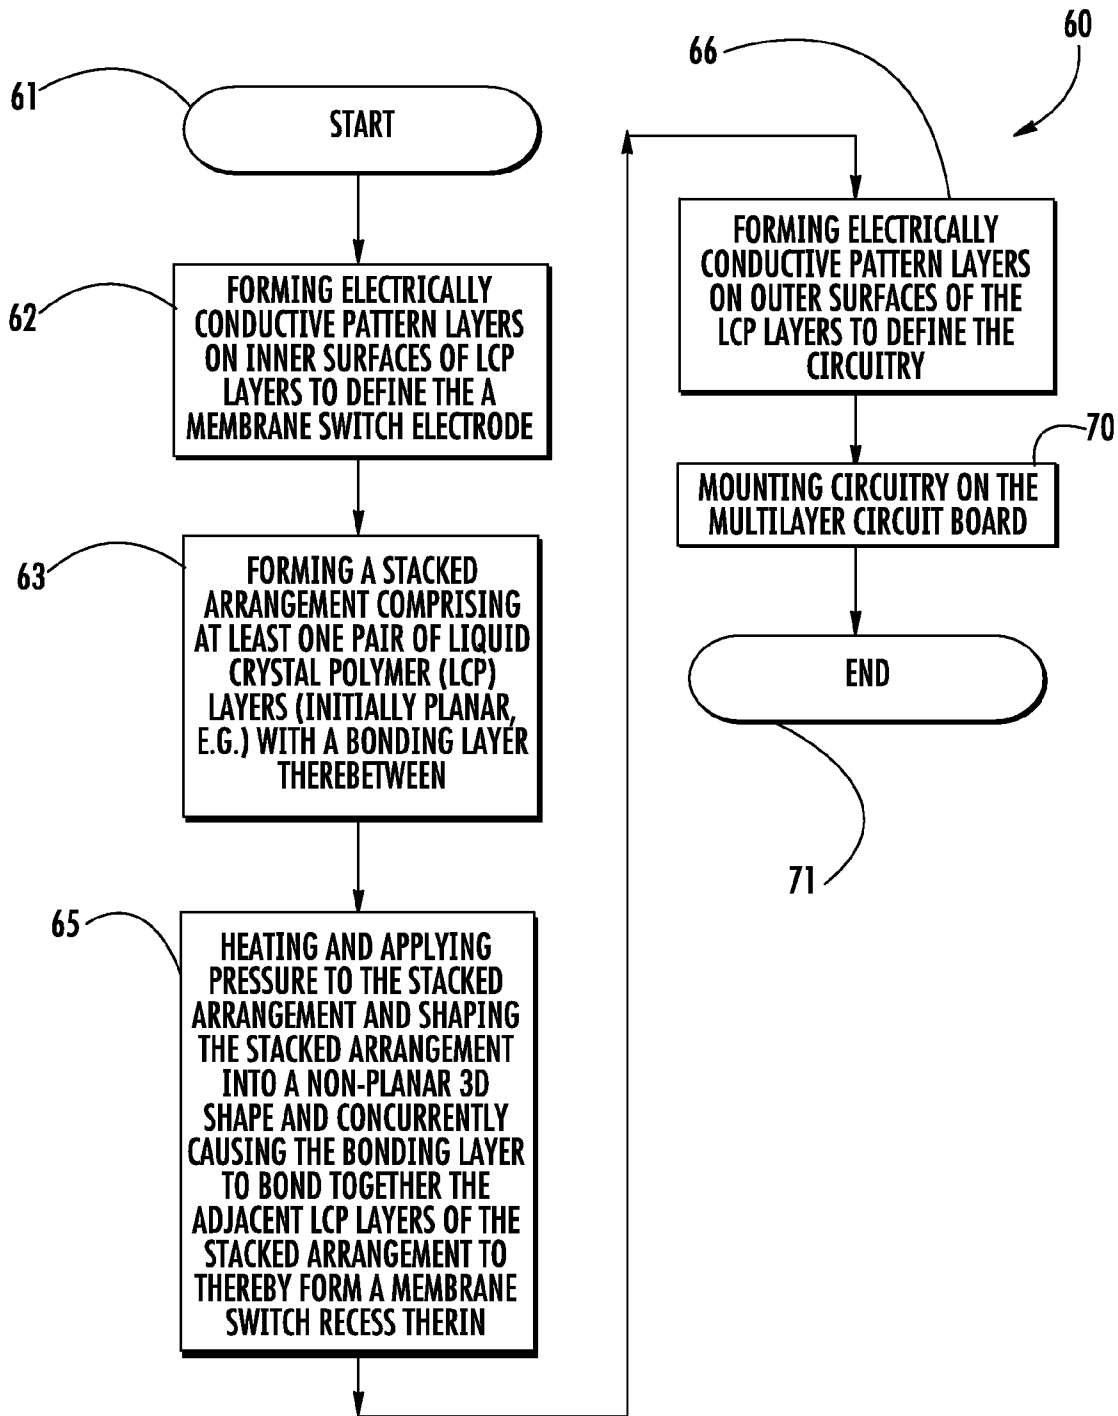 61
START
62
FORMING ELECTRICALLY
CONDUCTIVE PATTERN LAYERS
ON INNER SURFACES OF LCP
LAYERS TO DEFINE THE A
MEMBRANE SWITCH ELECTRODE
63
FORMING A STACKED
ARRANGEMENT COMPRISING
AT LEAST ONE PAIR OF LIQUID
CRYSTAL POLYMER (LCP)
LAYERS (INITIALLY PLANAR,
E.G.) WITH A BONDING LAYER
THEREBETWEEN
65
HEATING AND APPLYING
PRESSURE TO THE STACKED
ARRANGEMENT AND SHAPING
THE STACKED ARRANGEMENT
INTO A NON-PLANAR 3D
SHAPE AND CONCURRENTLY
CAUSING THE BONDING LAYER
TO BOND TOGETHER THE
ADJACENT LCP LAYERS OF THE
STACKED ARRANGEMENT TO
THEREBY FORM A MEMBRANE
SWITCH RECESS THERIN
60
66
FORMING ELECTRICALLY
CONDUCTIVE PATTERN LAYERS
ON OUTER SURFACES OF THE
LCP LAYERS TO DEFINE THE
CIRCUITRY
70
MOUNTING CIRCUITRY ON THE
MULTILAYER CIRCUIT BOARD
END
71